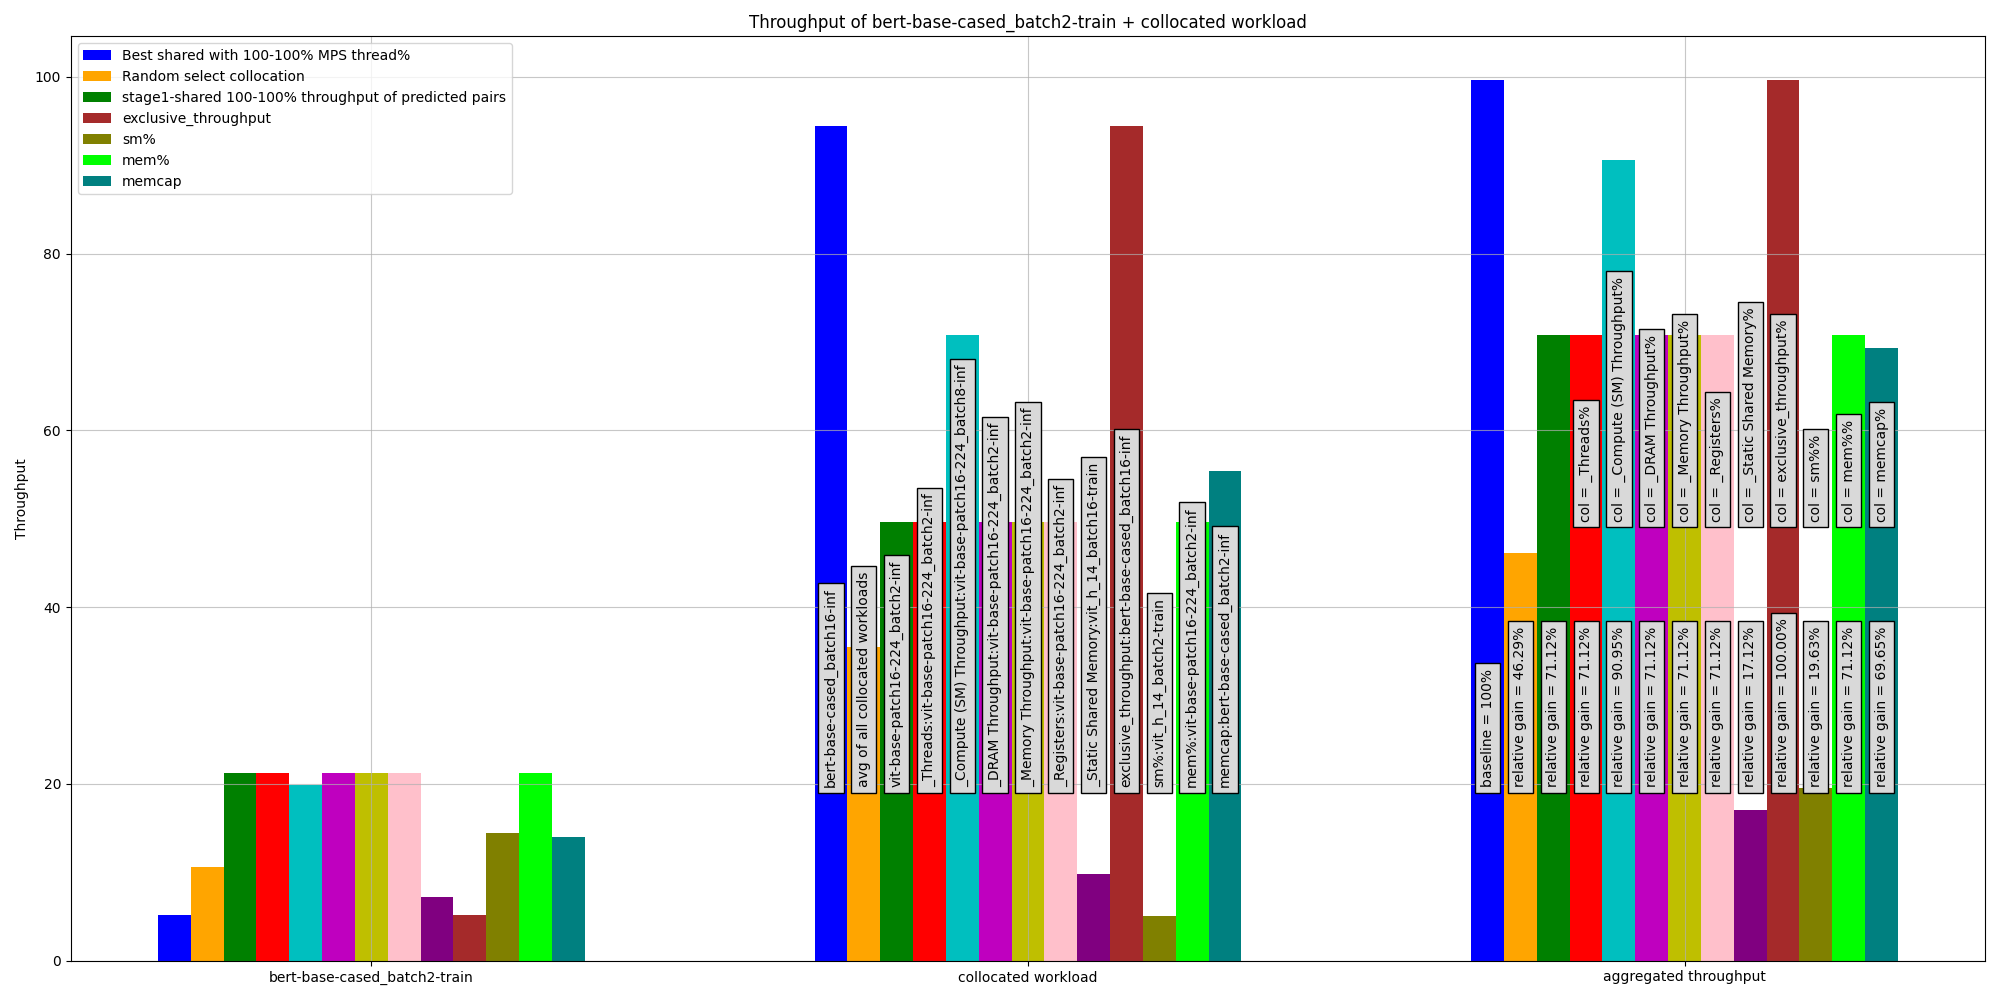 Throughput of bert-base-cased_batch2-train + collocated workload
Best shared with 100-100% MPS thread%
Random select collocation
stage1-shared 100-100% throughput of predicted pairs
exclusive_throughput
sm%
mem%
memcap
Throughput
100
80
60
40
20
0
bert-base-cased_batch16-inf
avg of all collocated workloads
vit-base-patch16-224_batch2-inf
_Threads:vit-base-patch16-224_batch2-inf
_Compute (SM) Throughput:vit-base-patch16-224_batch8-inf
_DRAM Throughput:vit-base-patch16-224_batch2-inf
_Memory Throughput:vit-base-patch16-224_batch2-inf
_Registers:vit-base-patch16-224_batch2-inf
_Static Shared Memory:vit_h_14_batch16-train
exclusive_throughput:bert-base-cased_batch16-inf
sm%:vit_h_14_batch2-train
mem%:vit-base-patch16-224_batch2-inf
memcap:bert-base-cased_batch2-inf
col = _Threads%
col = _Compute (SM) Throughput%
col = _DRAM Throughput%
col = _Memory Throughput%
col = _Registers%
col = _Static Shared Memory%
col = exclusive_throughput%
col = sm%%
col = mem%%
col = memcap%
baseline = 100%
relative gain = 46.29%
relative gain = 71.12%
relative gain = 71.12%
relative gain = 90.95%
relative gain = 71.12%
relative gain = 71.12%
relative gain = 71.12%
relative gain = 17.12%
relative gain = 100.00%
relative gain = 19.63%
relative gain = 71.12%
relative gain = 69.65%
bert-base-cased_batch2-train
collocated workload
aggregated throughput